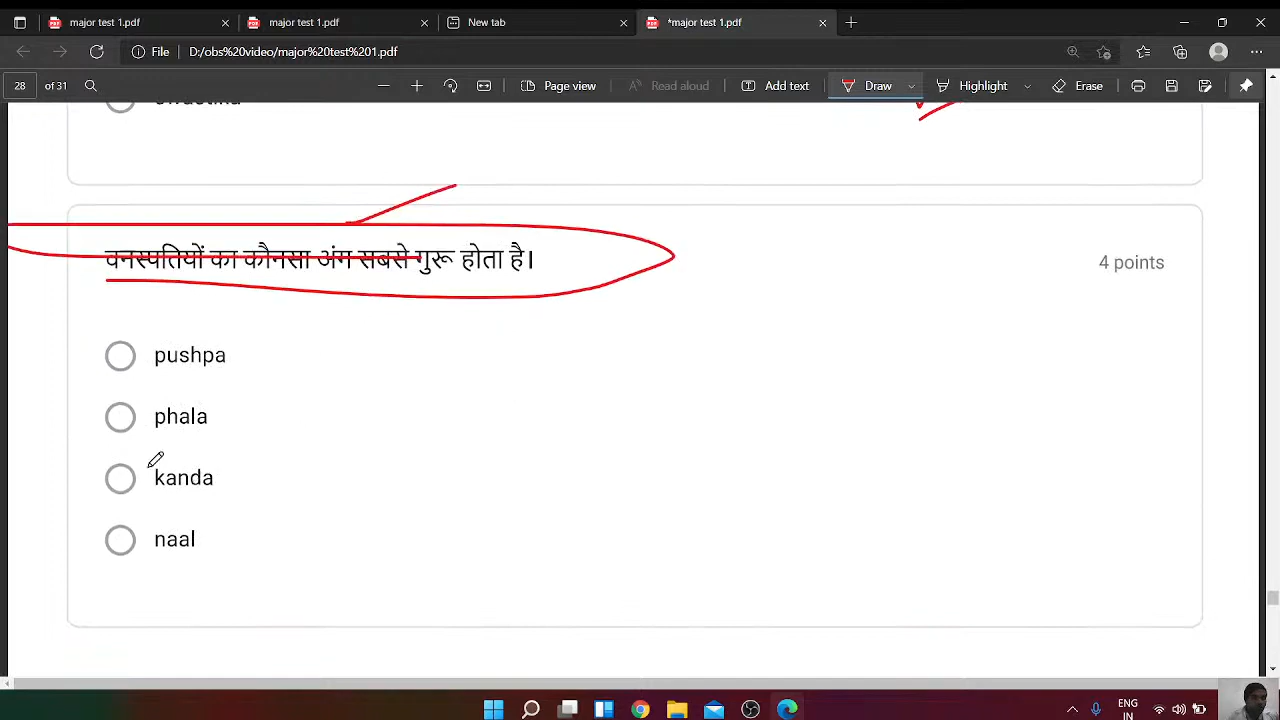 major test 1.pdf
major test 1.pdf
New tab
*major test 1.pdf
File D:/obs%20video/major%20test%201.pdf
28 of 31
Page view
Read aloud
Add text
Draw
Highlight
Erase
वनस्पतियों का कौनसा अंग सबसे गुरू होता है।
4 points
pushpa
phala
kanda
naal
ENG
IN